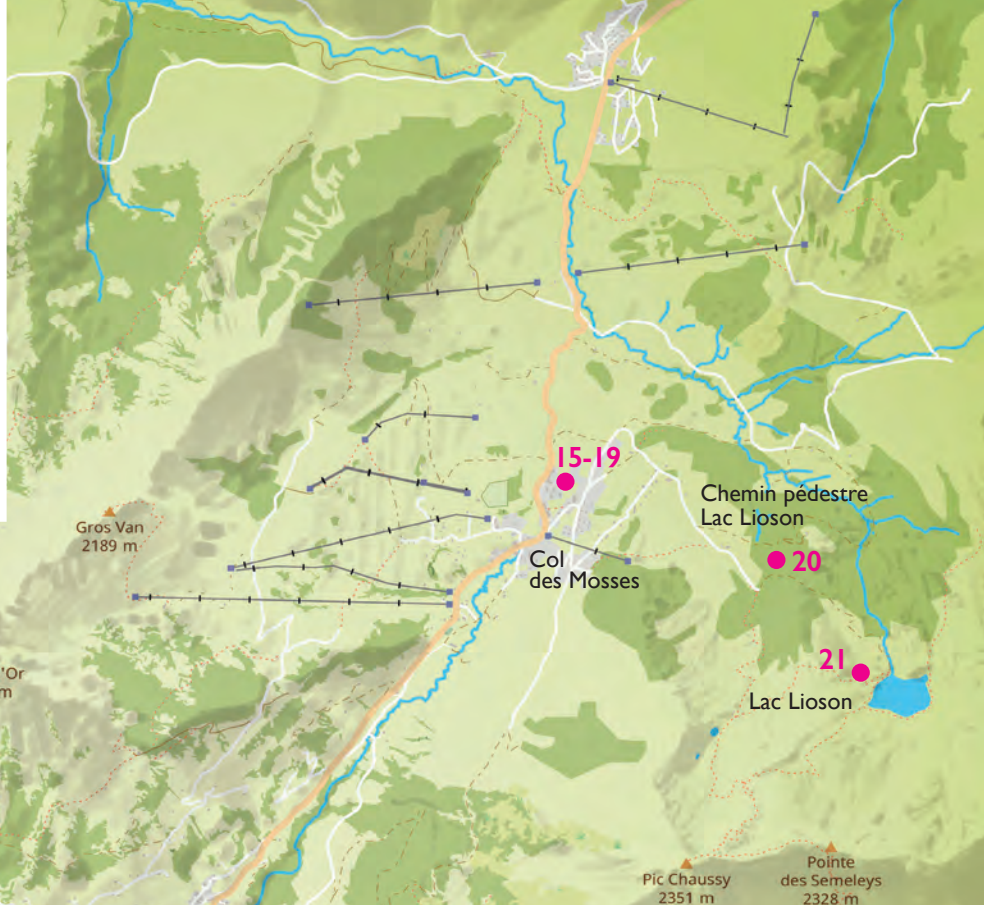 15-19
Chemin pédestre
Lac Lioson
Gros Van
2189 m
20
Col
des Mosses
'Or
m
21
Lac Lioson
Pic Chaussy
2351 m
Pointe
des Semeleys
2328 m